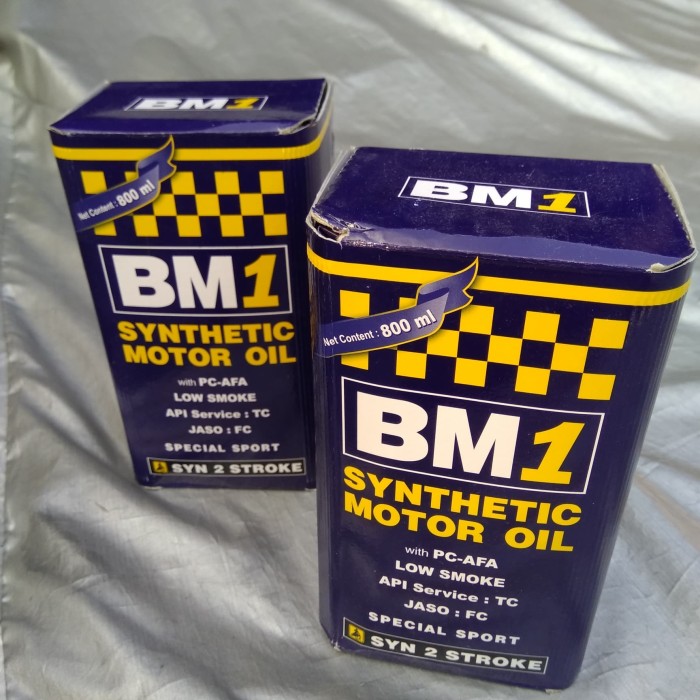 BM1
Net Content : 800 ml
BM1
SYNTHETIC
MOTOR OIL
with PC-AFA
LOW SMOKE
API Service : TC
JASO : FC
SPECIAL SPORT
SYN 2 STROKE
BM1
Net Content : 800 ml
BM1
SYNTHETIC
MOTOR OIL
with PC-AFA
LOW SMOKE
API Service : TC
JASO : FC
SPECIAL SPORT
SYN 2 STROKE